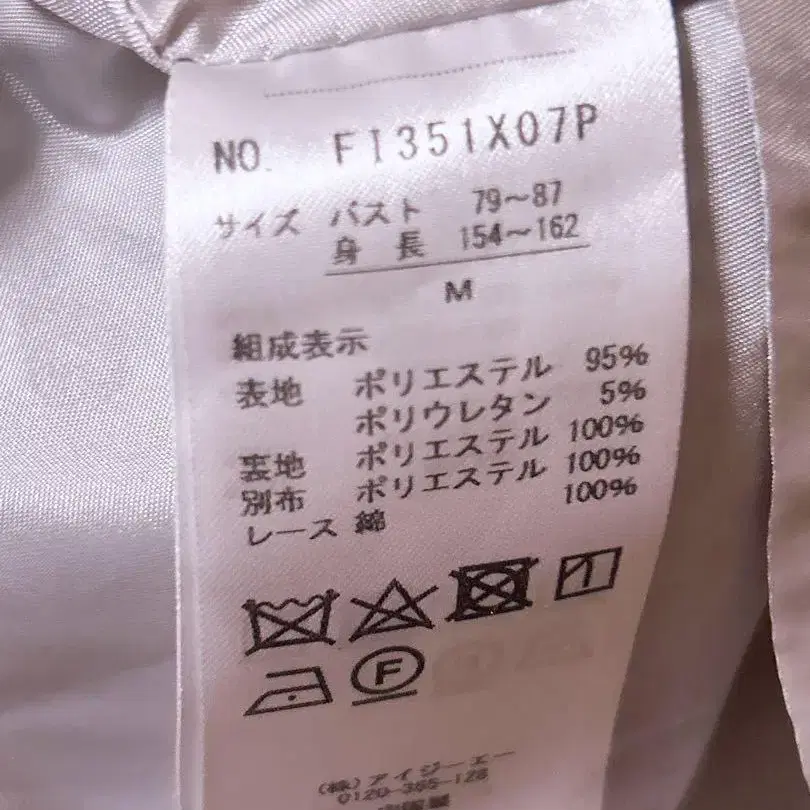 NO. FI351X07P
サイズ バスト 79～87
身長 154～162
M
組成表示
表地 ポリエステル 95%
ポリウレタン 5%
裏地 ポリエステル 100%
別布 ポリエステル 100%
レース 綿 100%
F
(株)アイジーエー
0120-385-128